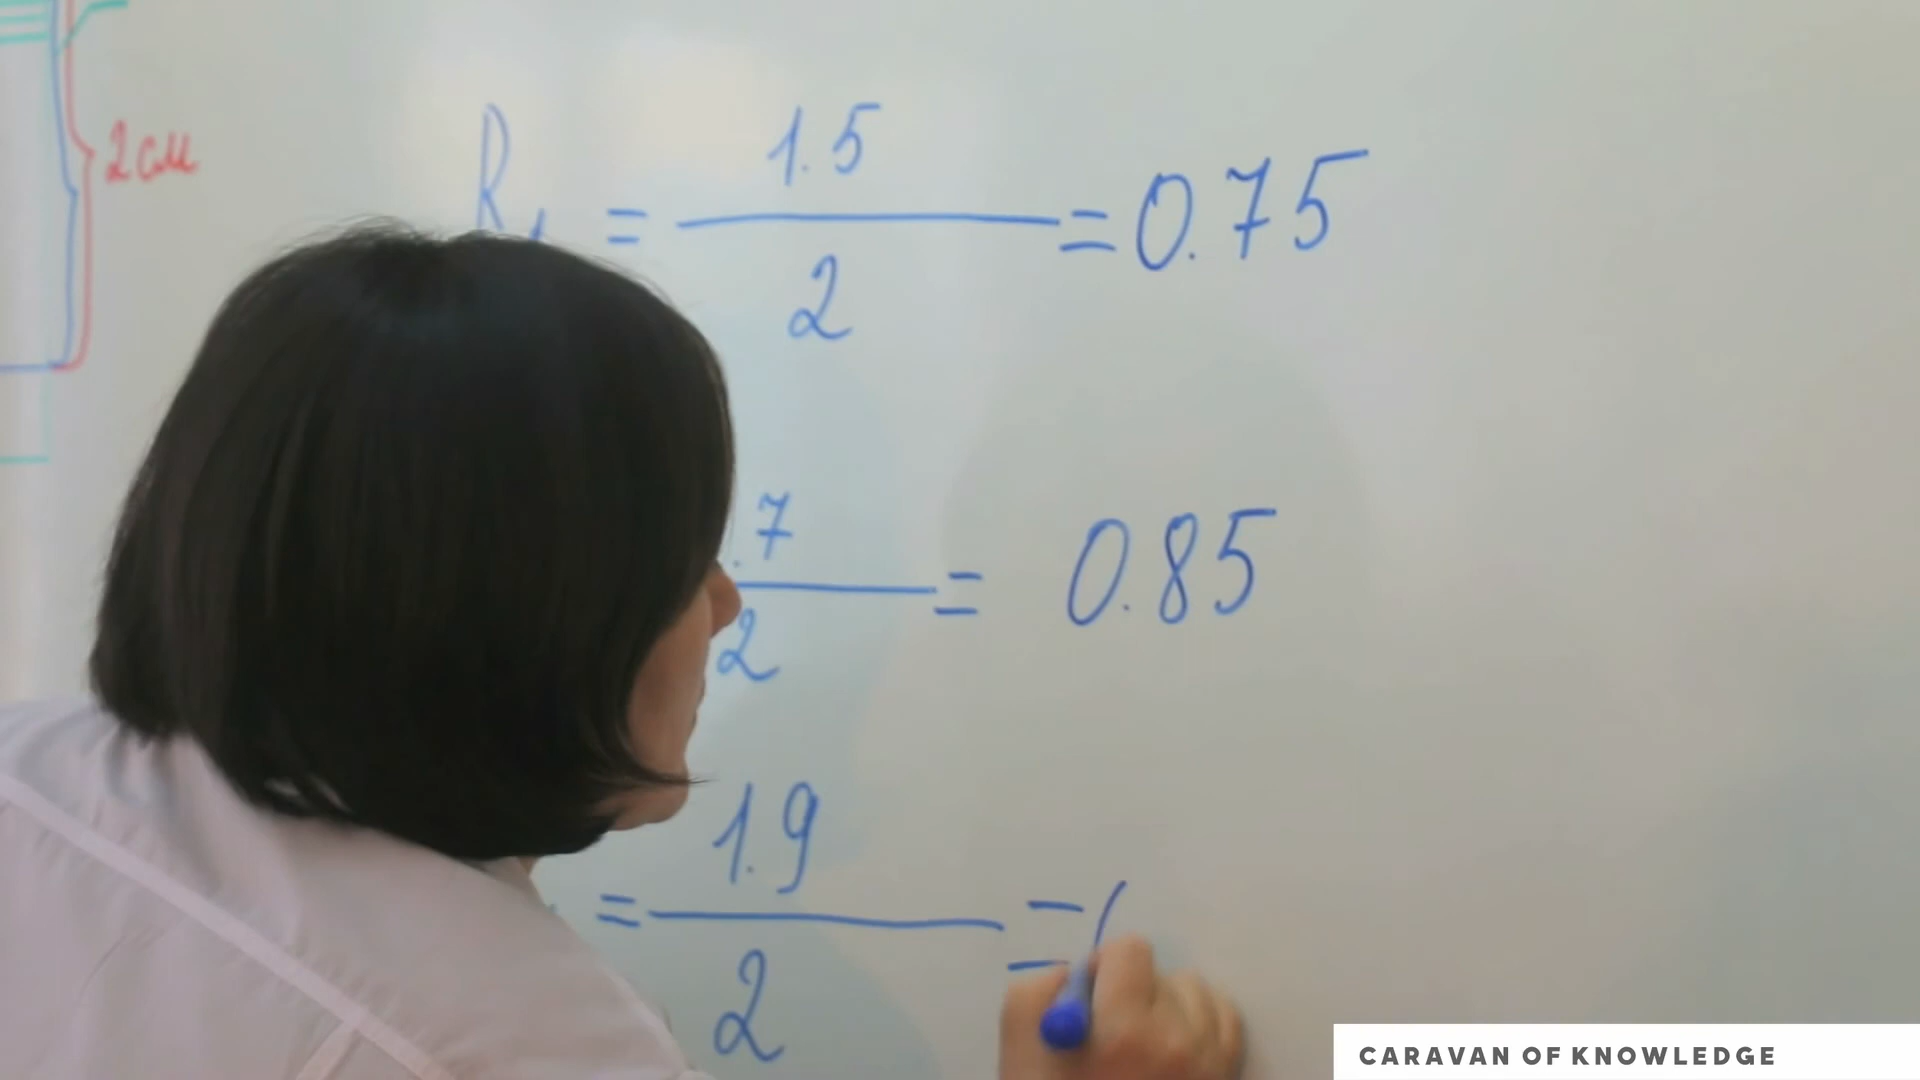 2см
R₁ = 1.5 / 2 = 0.75
.7 / 2 = 0.85
= 1.9 / 2 =
CARAVAN OF KNOWLEDGE